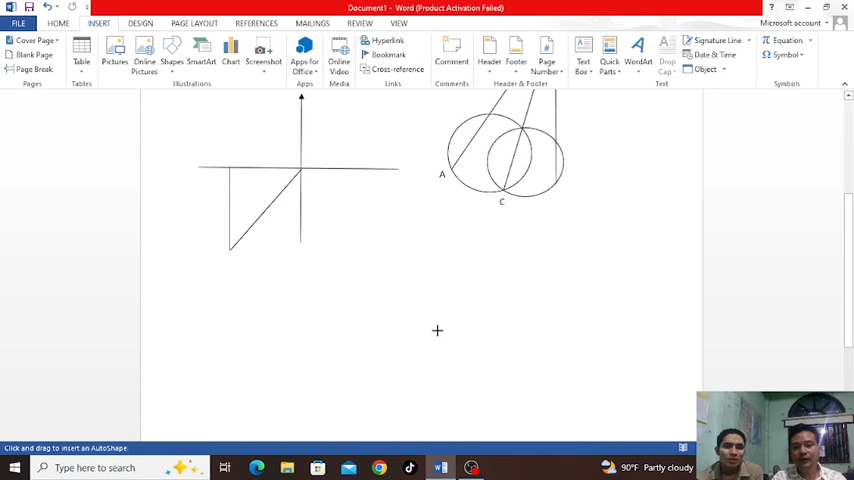 Document1 - Word (Product Activation Failed)
FILE HOME INSERT DESIGN PAGE LAYOUT REFERENCES MAILINGS REVIEW VIEW Microsoft account
Cover Page
Blank Page
Page Break
Pages
Table
Tables
Pictures
Online Pictures
Shapes
SmartArt
Chart
Screenshot
Illustrations
Apps for Office
Apps
Online Video
Media
Hyperlink
Bookmark
Cross-reference
Links
Comment
Comments
Header
Footer
Page Number
Header & Footer
Text Box
Quick Parts
WordArt
Drop Cap
Signature Line
Date & Time
Object
Text
Equation
Symbol
Symbols
A
C
Click and drag to insert an AutoShape.
Type here to search
90°F Partly cloudy